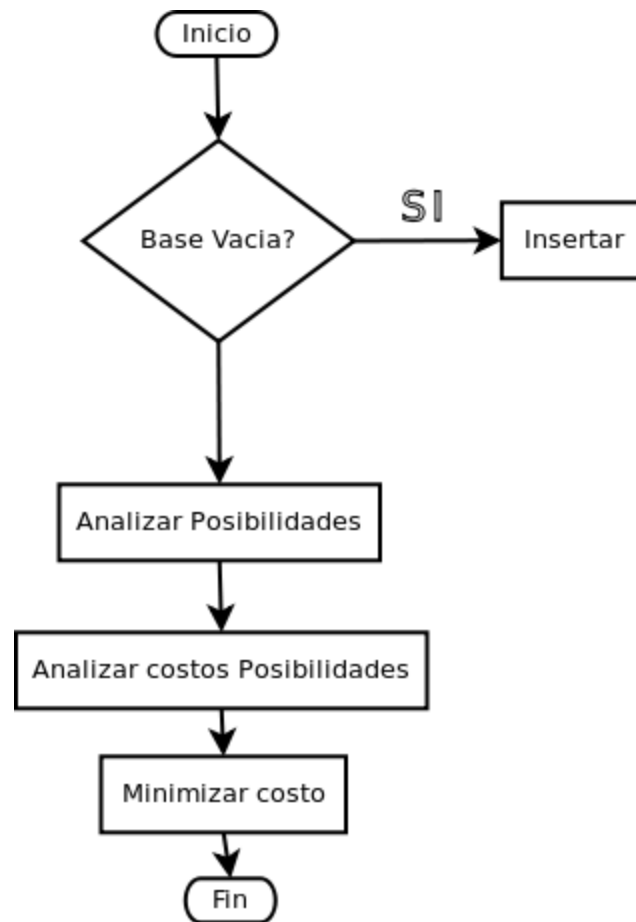 Inicio
Base Vacia?
SI
Insertar
Analizar Posibilidades
Analizar costos Posibilidades
Minimizar costo
Fin